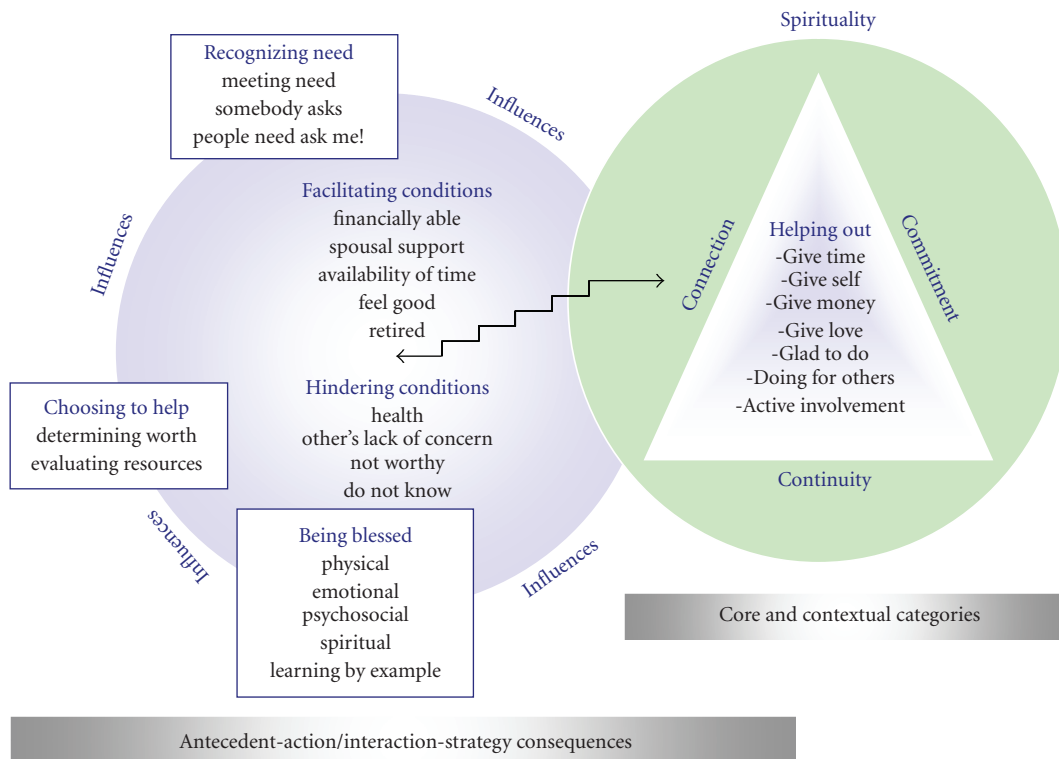 Spirituality
Recognizing need
meeting need
somebody asks
people need ask me!
Influences
Influences
Facilitating conditions
financially able
spousal support
availability of time
feel good
retired
Hindering conditions
health
other's lack of concern
not worthy
do not know
Choosing to help
determining worth
evaluating resources
Influences
Influences
Being blessed
physical
emotional
psychosocial
spiritual
learning by example
Connection
Commitment
Helping out
-Give time
-Give self
-Give money
-Give love
-Glad to do
-Doing for others
-Active involvement
Continuity
Core and contextual categories
Antecedent-action/interaction-strategy consequences